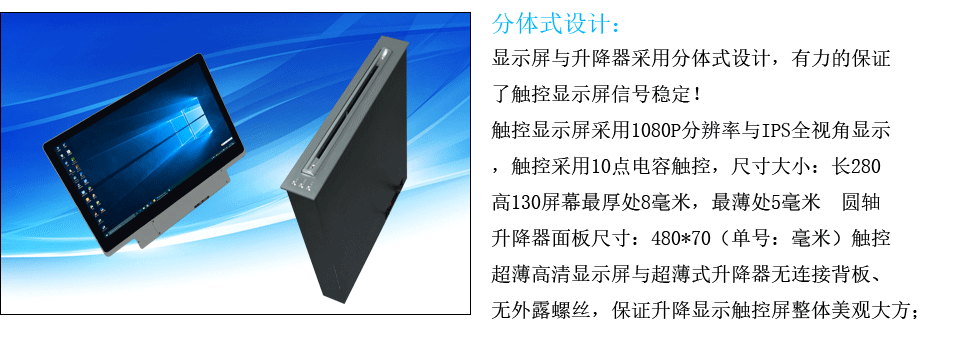 分体式设计：
显示屏与升降器采用分体式设计，有力的保证
了触控显示屏信号稳定！
触控显示屏采用1080P分辨率与IPS全视角显示
，触控采用10点电容触控，尺寸大小：长280
高130屏幕最厚处8毫米，最薄处5毫米  圆轴
升降器面板尺寸：480*70（单号：毫米）触控
超薄高清显示屏与超薄式升降器无连接背板、
无外露螺丝，保证升降显示触控屏整体美观大方；